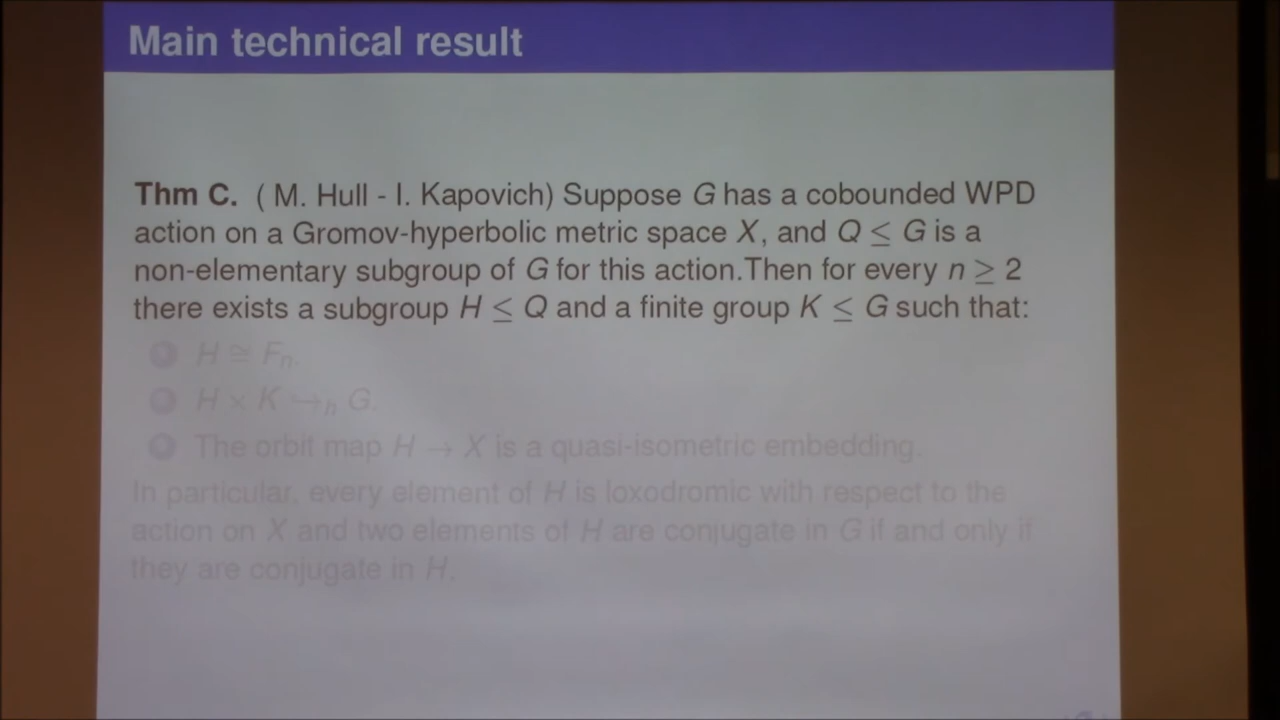 Main technical result
Thm C. ( M. Hull - I. Kapovich) Suppose G has a cobounded WPD
action on a Gromov-hyperbolic metric space X, and Q ≤ G is a
non-elementary subgroup of G for this action.Then for every n ≥ 2
there exists a subgroup H ≤ Q and a finite group K ≤ G such that:
1 H ≅ Fn.
2 H × K ↪h G.
3 The orbit map H → X is a quasi-isometric embedding.
In particular, every element of H is loxodromic with respect to the
action on X and two elements of H are conjugate in G if and only if
they are conjugate in H.